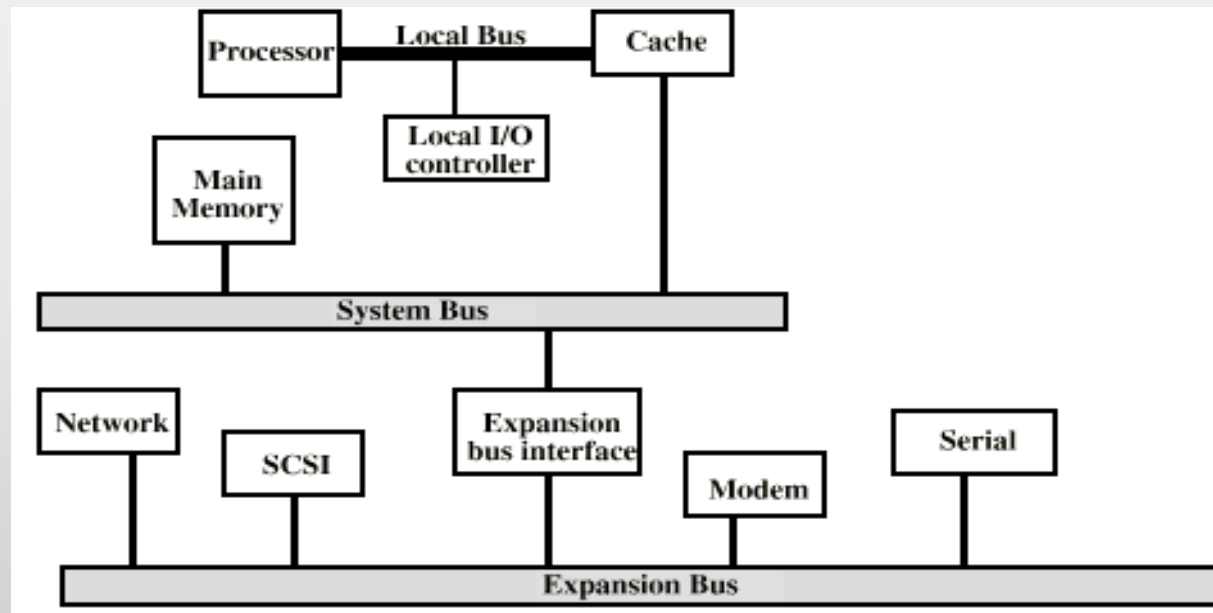 Processor
Local Bus
Cache
Local I/O
controller
Main
Memory
System Bus
Network
SCSI
Expansion
bus interface
Modem
Serial
Expansion Bus